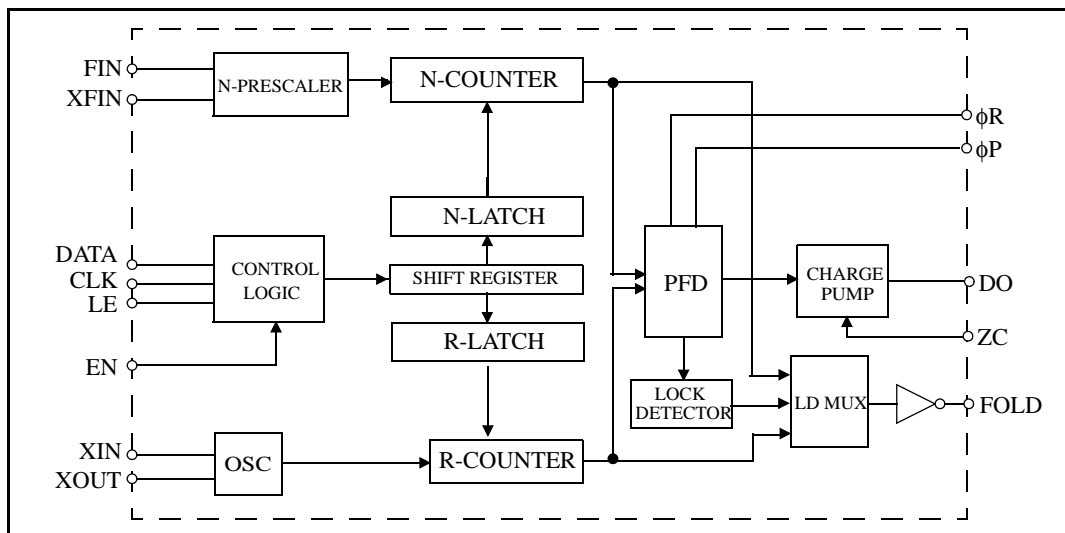 FIN
XFIN
N-PRESCALER
N-COUNTER
ϕR
ϕP
N-LATCH
DATA
CLK
LE
EN
CONTROL
LOGIC
SHIFT REGISTER
R-LATCH
PFD
CHARGE
PUMP
DO
ZC
LOCK
DETECTOR
LD MUX
FOLD
XIN
XOUT
OSC
R-COUNTER